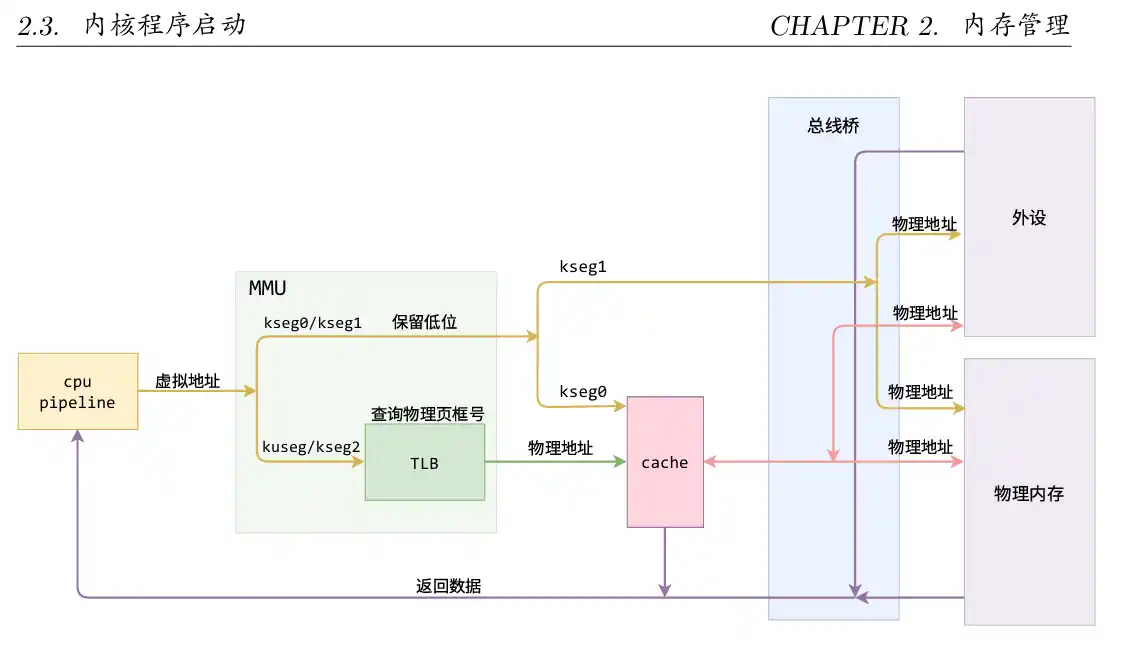 2.3. 内核程序启动
CHAPTER 2. 内存管理
总线桥
外设
物理地址
kseg1
MMU
kseg0/kseg1
保留低位
物理地址
cpu
pipeline
虚拟地址
kseg0
物理地址
查询物理页框号
kuseg/kseg2
TLB
物理地址
cache
物理地址
物理内存
返回数据